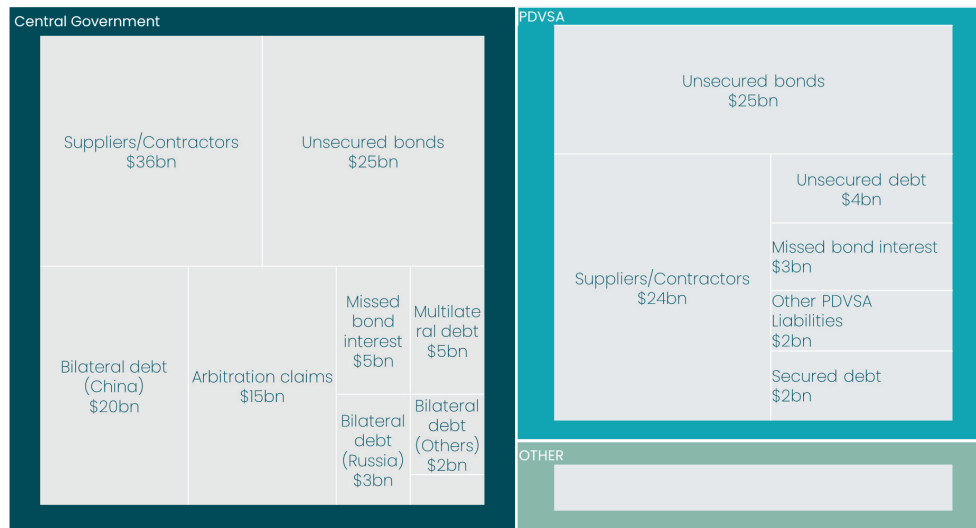 Central Government
Suppliers/Contractors
$36bn
Unsecured bonds
$25bn
Bilateral debt
(China)
$20bn
Arbitration claims
$15bn
Missed
bond
interest
$5bn
Multilate
ral debt
$5bn
Bilateral
debt
(Russia)
$3bn
Bilateral
debt
(Others)
$2bn
PDVSA
Unsecured bonds
$25bn
Suppliers/Contractors
$24bn
Unsecured debt
$4bn
Missed bond interest
$3bn
Other PDVSA
Liabilities
$2bn
Secured debt
$2bn
OTHER